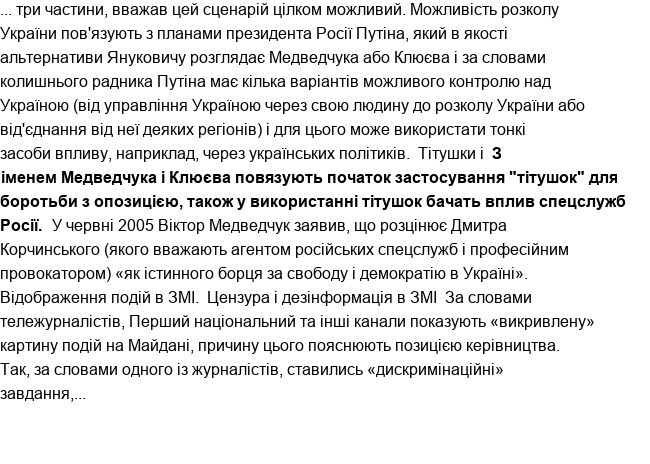 ... три частини, вважав цей сценарій цілком можливий. Можливість розколу
України пов'язують з планами президента Росії Путіна, який в якості
альтернативи Януковичу розглядає Медведчука або Клюєва і за словами
колишнього радника Путіна має кілька варіантів можливого контролю над
Україною (від управління Україною через свою людину до розколу України або
від'єднання від неї деяких регіонів) і для цього може використати тонкі
засоби впливу, наприклад, через українських політиків. Тітушки і З
іменем Медведчука і Клюєва повязують початок застосування "тітушок" для
боротьби з опозицією, також у використанні тітушок бачать вплив спецслужб
Росії. У червні 2005 Віктор Медведчук заявив, що розцінює Дмитра
Корчинського (якого вважають агентом російських спецслужб і професійним
провокатором) «як істинного борця за свободу і демократію в Україні».
Відображення подій в ЗМІ. Цензура і дезінформація в ЗМІ За словами
тележурналістів, Перший національний та інші канали показують «викривлену»
картину подій на Майдані, причину цього пояснюють позицією керівництва.
Так, за словами одного із журналістів, ставились «дискримінаційні»
завдання,...